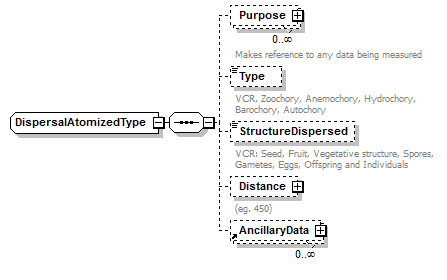 Purpose
0..∞
Makes reference to any data being measured
Type
VCR. Zoochory, Anemochory, Hydrochory,
Barochory, Autochory
DispersalAtomizedType
StructureDispersed
VCR: Seed, Fruit, Vegetative structure, Spores,
Gametes, Eggs, Offspring and Individuals
Distance
(eg. 450)
AncillaryData
0..∞